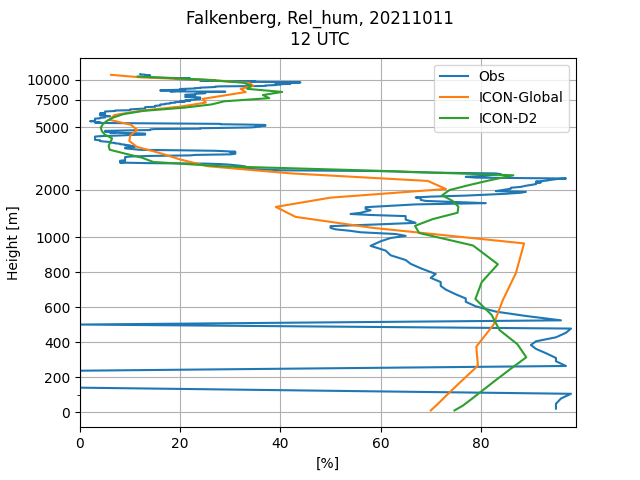 Falkenberg, Rel_hum, 20211011
12 UTC
Obs
ICON-Global
ICON-D2
10000
7500
5000
2000
1000
800
600
400
200
0
Height [m]
0 20 40 60 80
[%]